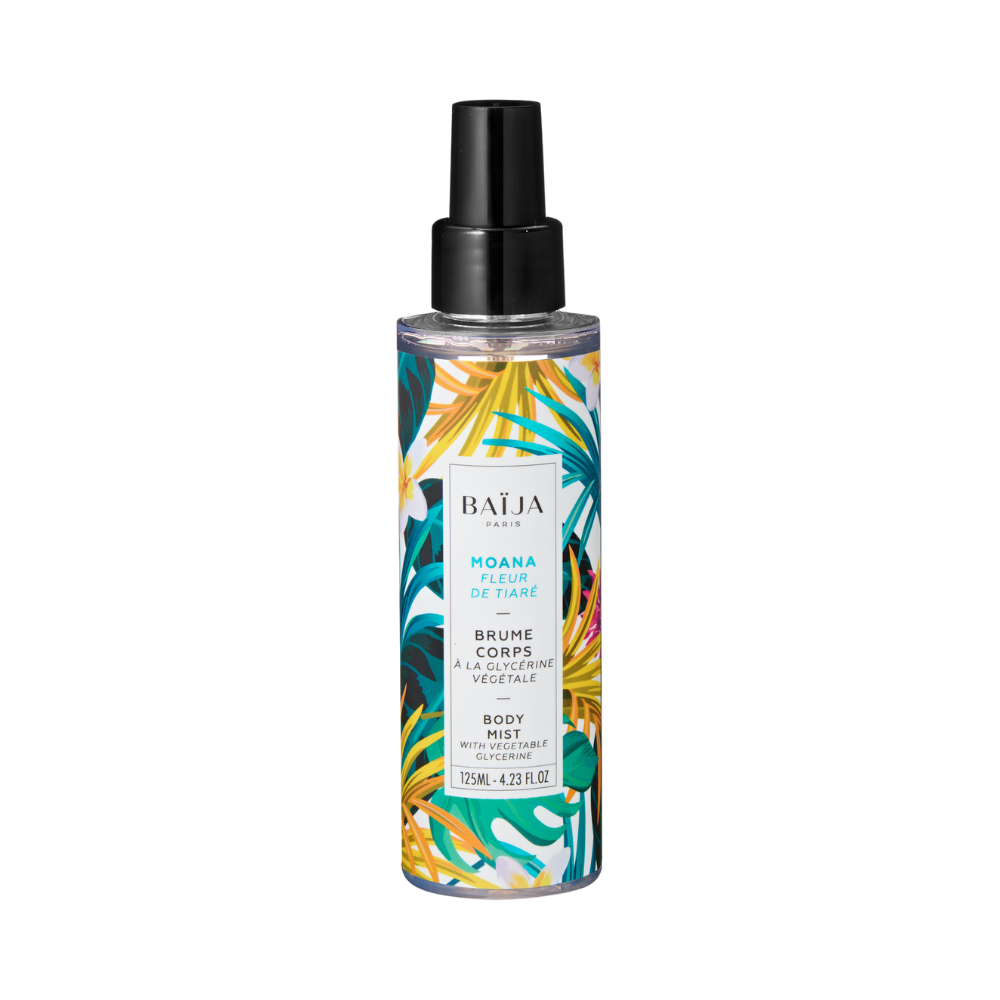 BAÏJA
PARIS
MOANA
FLEUR
DE TIARÉ
BRUME
CORPS
À LA GLYCÉRINE
VÉGÉTALE
BODY
MIST
WITH VEGETABLE
GLYCERINE
125ML - 4.23 FL.OZ